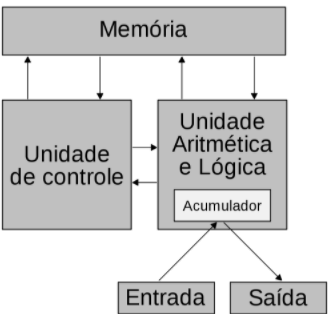 Memória
Unidade
de controle
Unidade
Aritmética
e Lógica
Acumulador
Entrada
Saída